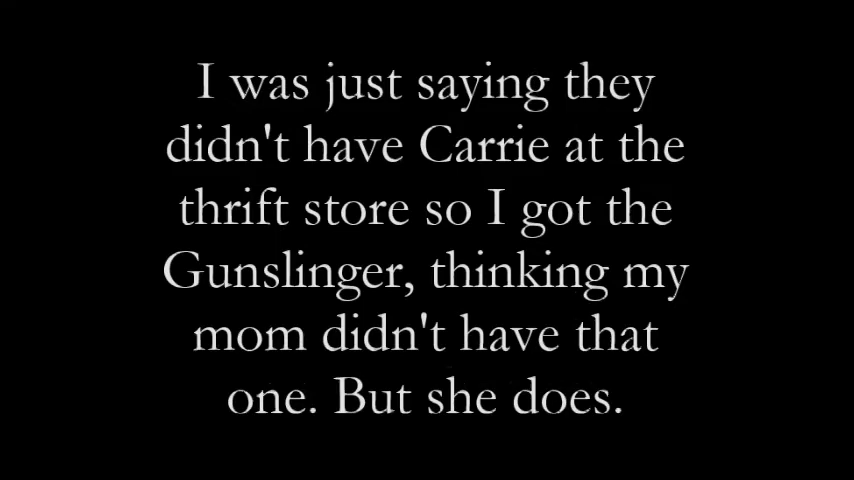 I was just saying they
didn't have Carrie at the
thrift store so I got the
Gunslinger, thinking my
mom didn't have that
one. But she does.